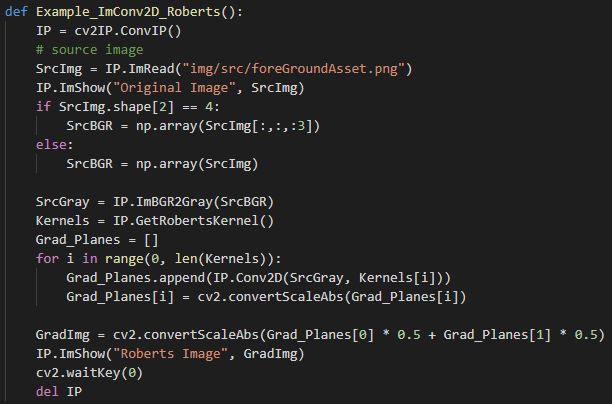 def Example_ImConv2D_Roberts():
    IP = cv2IP.ConvIP()
    # source image
    SrcImg = IP.ImRead("img/src/foreGroundAsset.png")
    IP.ImShow("Original Image", SrcImg)
    if SrcImg.shape[2] == 4:
        SrcBGR = np.array(SrcImg[:,:,:3])
    else:
        SrcBGR = np.array(SrcImg)

    SrcGray = IP.ImBGR2Gray(SrcBGR)
    Kernels = IP.GetRobertsKernel()
    Grad_Planes = []
    for i in range(0, len(Kernels)):
        Grad_Planes.append(IP.Conv2D(SrcGray, Kernels[i]))
        Grad_Planes[i] = cv2.convertScaleAbs(Grad_Planes[i])

    GradImg = cv2.convertScaleAbs(Grad_Planes[0] * 0.5 + Grad_Planes[1] * 0.5)
    IP.ImShow("Roberts Image", GradImg)
    cv2.waitKey(0)
    del IP